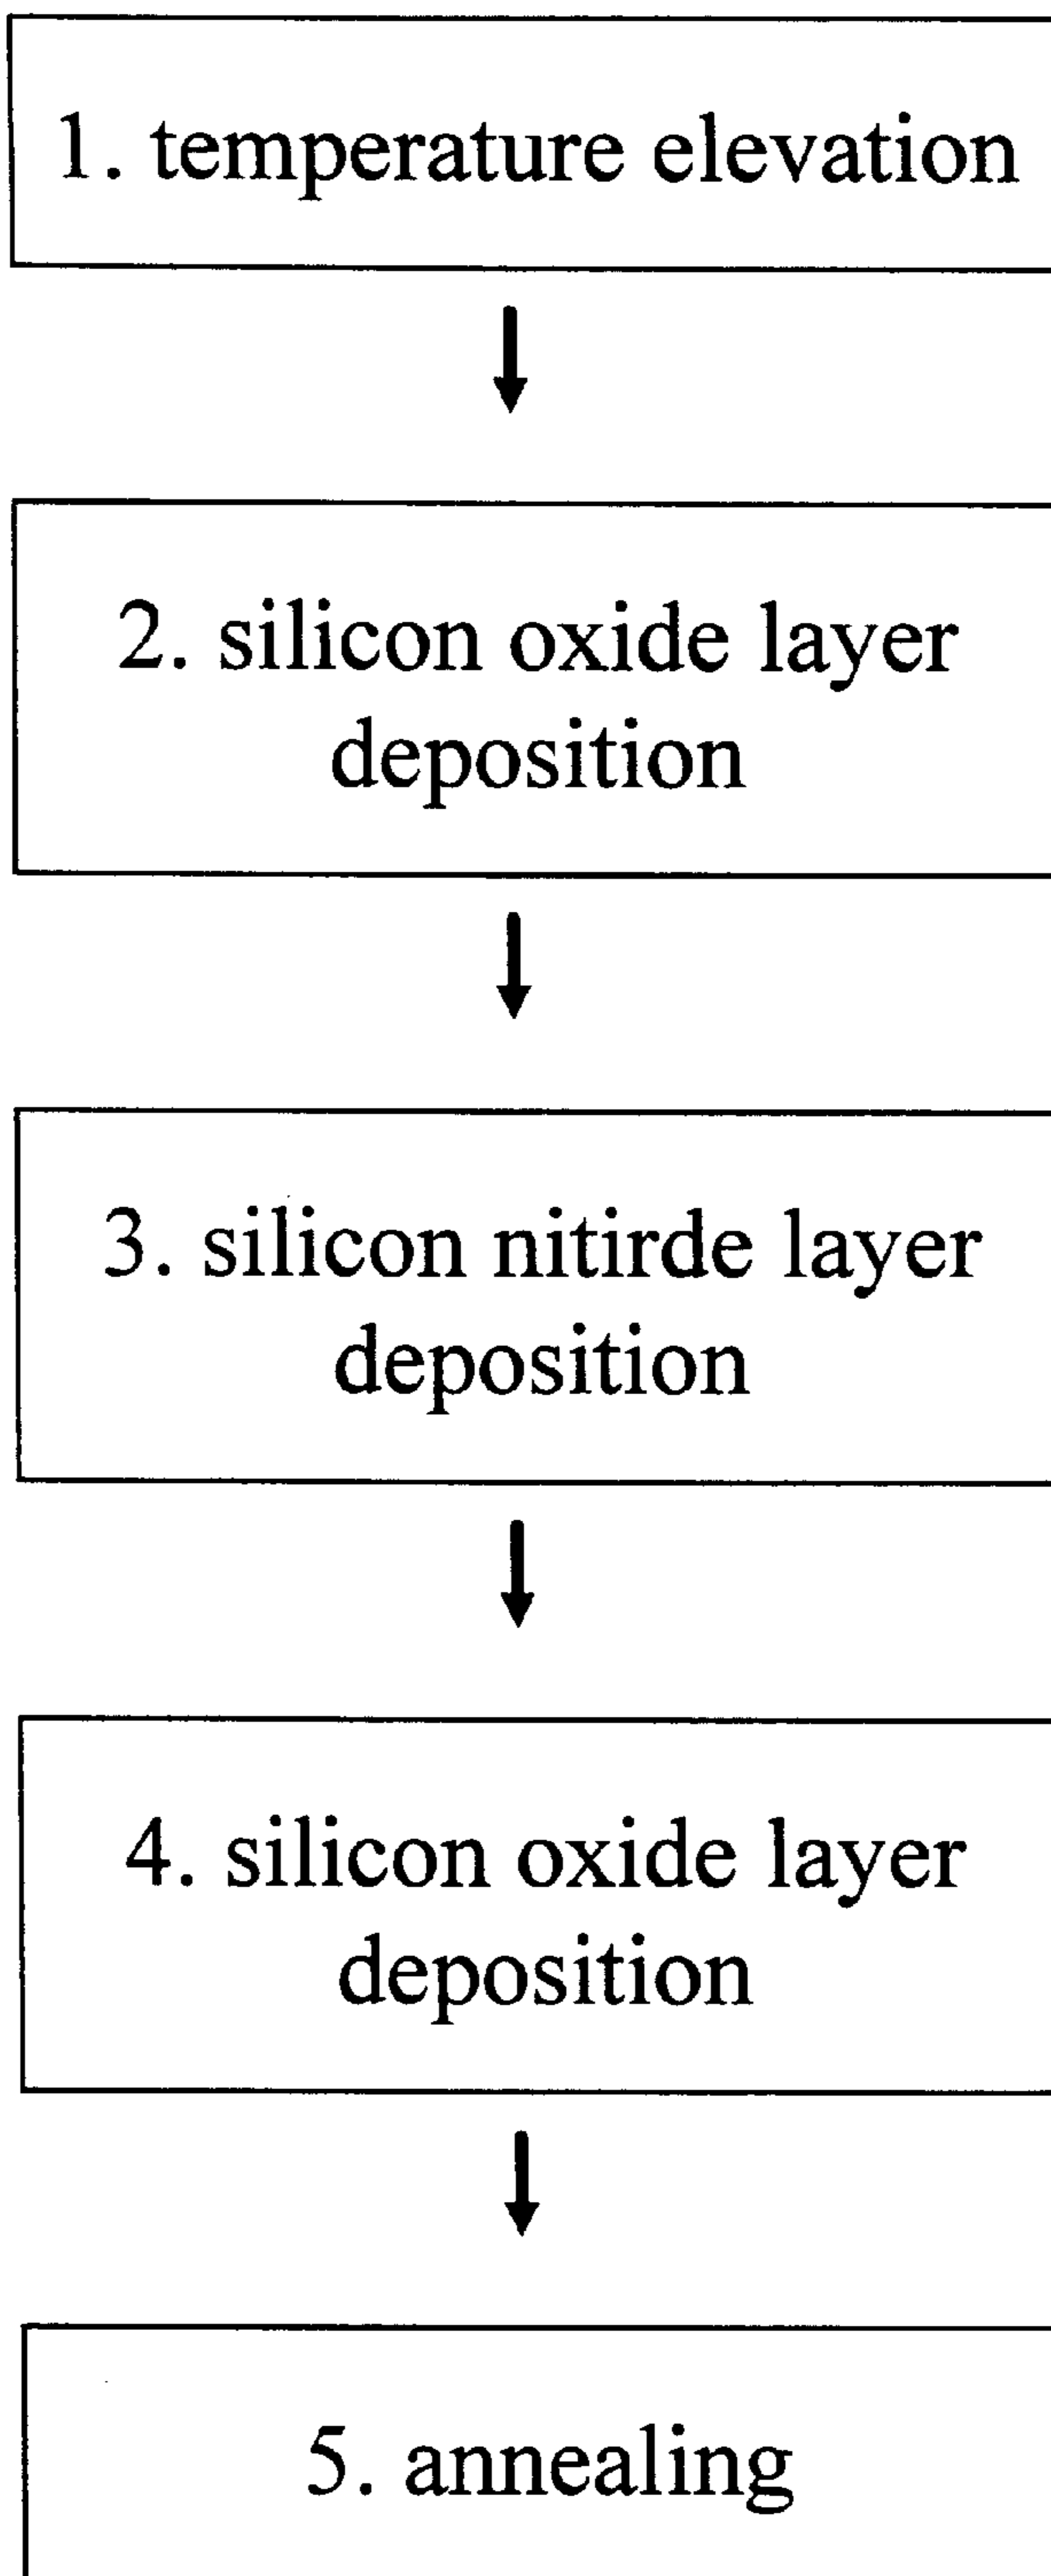 1. temperature elevation
2. silicon oxide layer
deposition
3. silicon nitirde layer
deposition
4. silicon oxide layer
deposition
5. annealing